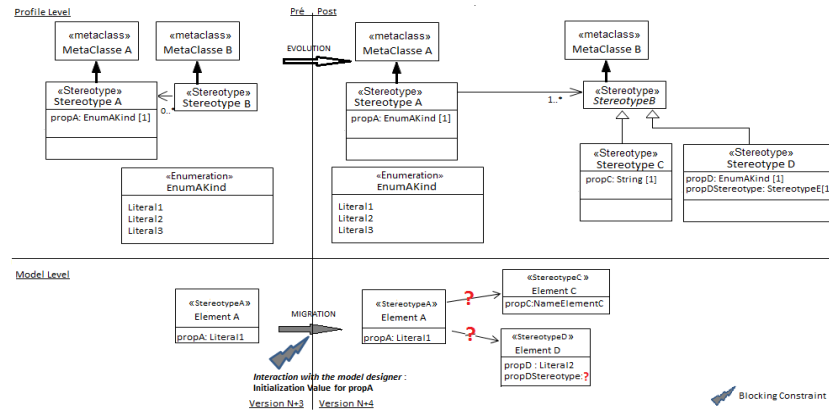 Profile Level
Pré Post
«metaclass»
MetaClasse A
«metaclass»
MetaClasse B
«Stereotype»
Stereotype A
propA: EnumAKind [1]
0..*
«Stereotype»
Stereotype B
«Enumeration»
EnumAKind
Literal1
Literal2
Literal3
EVOLUTION
«metaclass»
MetaClasse A
«metaclass»
MetaClasse B
«Stereotype»
Stereotype A
propA: EnumAKind [1]
1..*
«Stereotype»
StereotypeB
«Stereotype»
Stereotype C
propC: String [1]
«Stereotype»
Stereotype D
propD: EnumAKind [1]
propDStereotype: StereotypeE[1
«Enumeration»
EnumAKind
Literal1
Literal2
Literal3
Model Level
«StereotypeA»
Element A
propA: Literal1
MIGRATION
«StereotypeA»
Element A
propA: Literal1
?
?
«StereotypeC»
Element C
propC:NameElementC
«StereotypeD»
Element D
propD : Literal2
propDStereotype:?
Interaction with the model designer :
Initialization Value for propA
Version N+3 Version N+4
Blocking Constraint